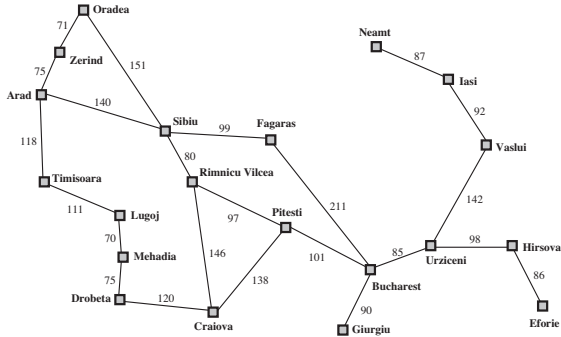 Oradea
71
Neamt
Zerind
87
151
75
Iasi
Arad
140
92
Sibiu
99
Fagaras
118
Vaslui
80
Timisoara
Rimnicu Vilcea
111
Lugoj
97
Pitesti
211
142
70
146
101
85
98
Hirsova
Mehadia
Urziceni
138
86
75
Bucharest
Drobeta
120
90
Craiova
Giurgiu
Eforie